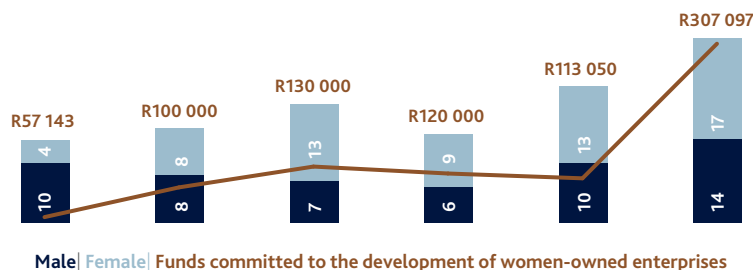 R307 097
R113 050
R130 000
R120 000
R100 000
R57 143
4
8
13
9
13
17
10
8
7
6
10
14
Male| Female| Funds committed to the development of women-owned enterprises